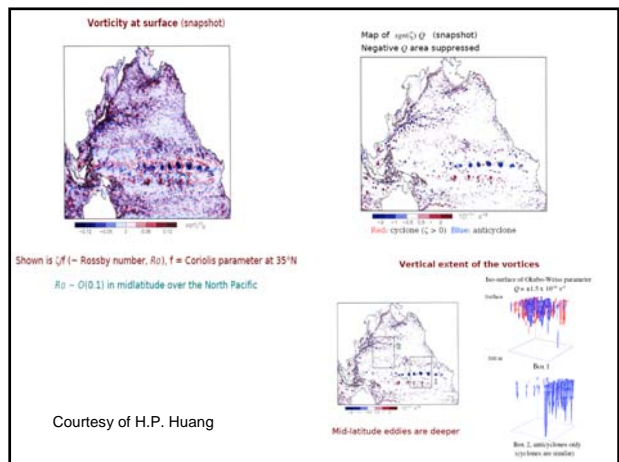 Vorticity at surface (snapshot)
Shown is ζ/f (~ Rossby number, Ro), f = Coriolis parameter at 35°N
Ro ~ O(0.1) in midlatitude over the North Pacific
Map of sgn(ζ) Q (snapshot)
Negative Q area suppressed
Red: cyclone (ζ > 0) Blue: anticyclone
Vertical extent of the vortices
Iso-surface of Okubo-Weiss parameter
Surface
Box 1
Box 2, anticyclones only
(cyclones are similar)
Mid-latitude eddies are deeper
Courtesy of H.P. Huang